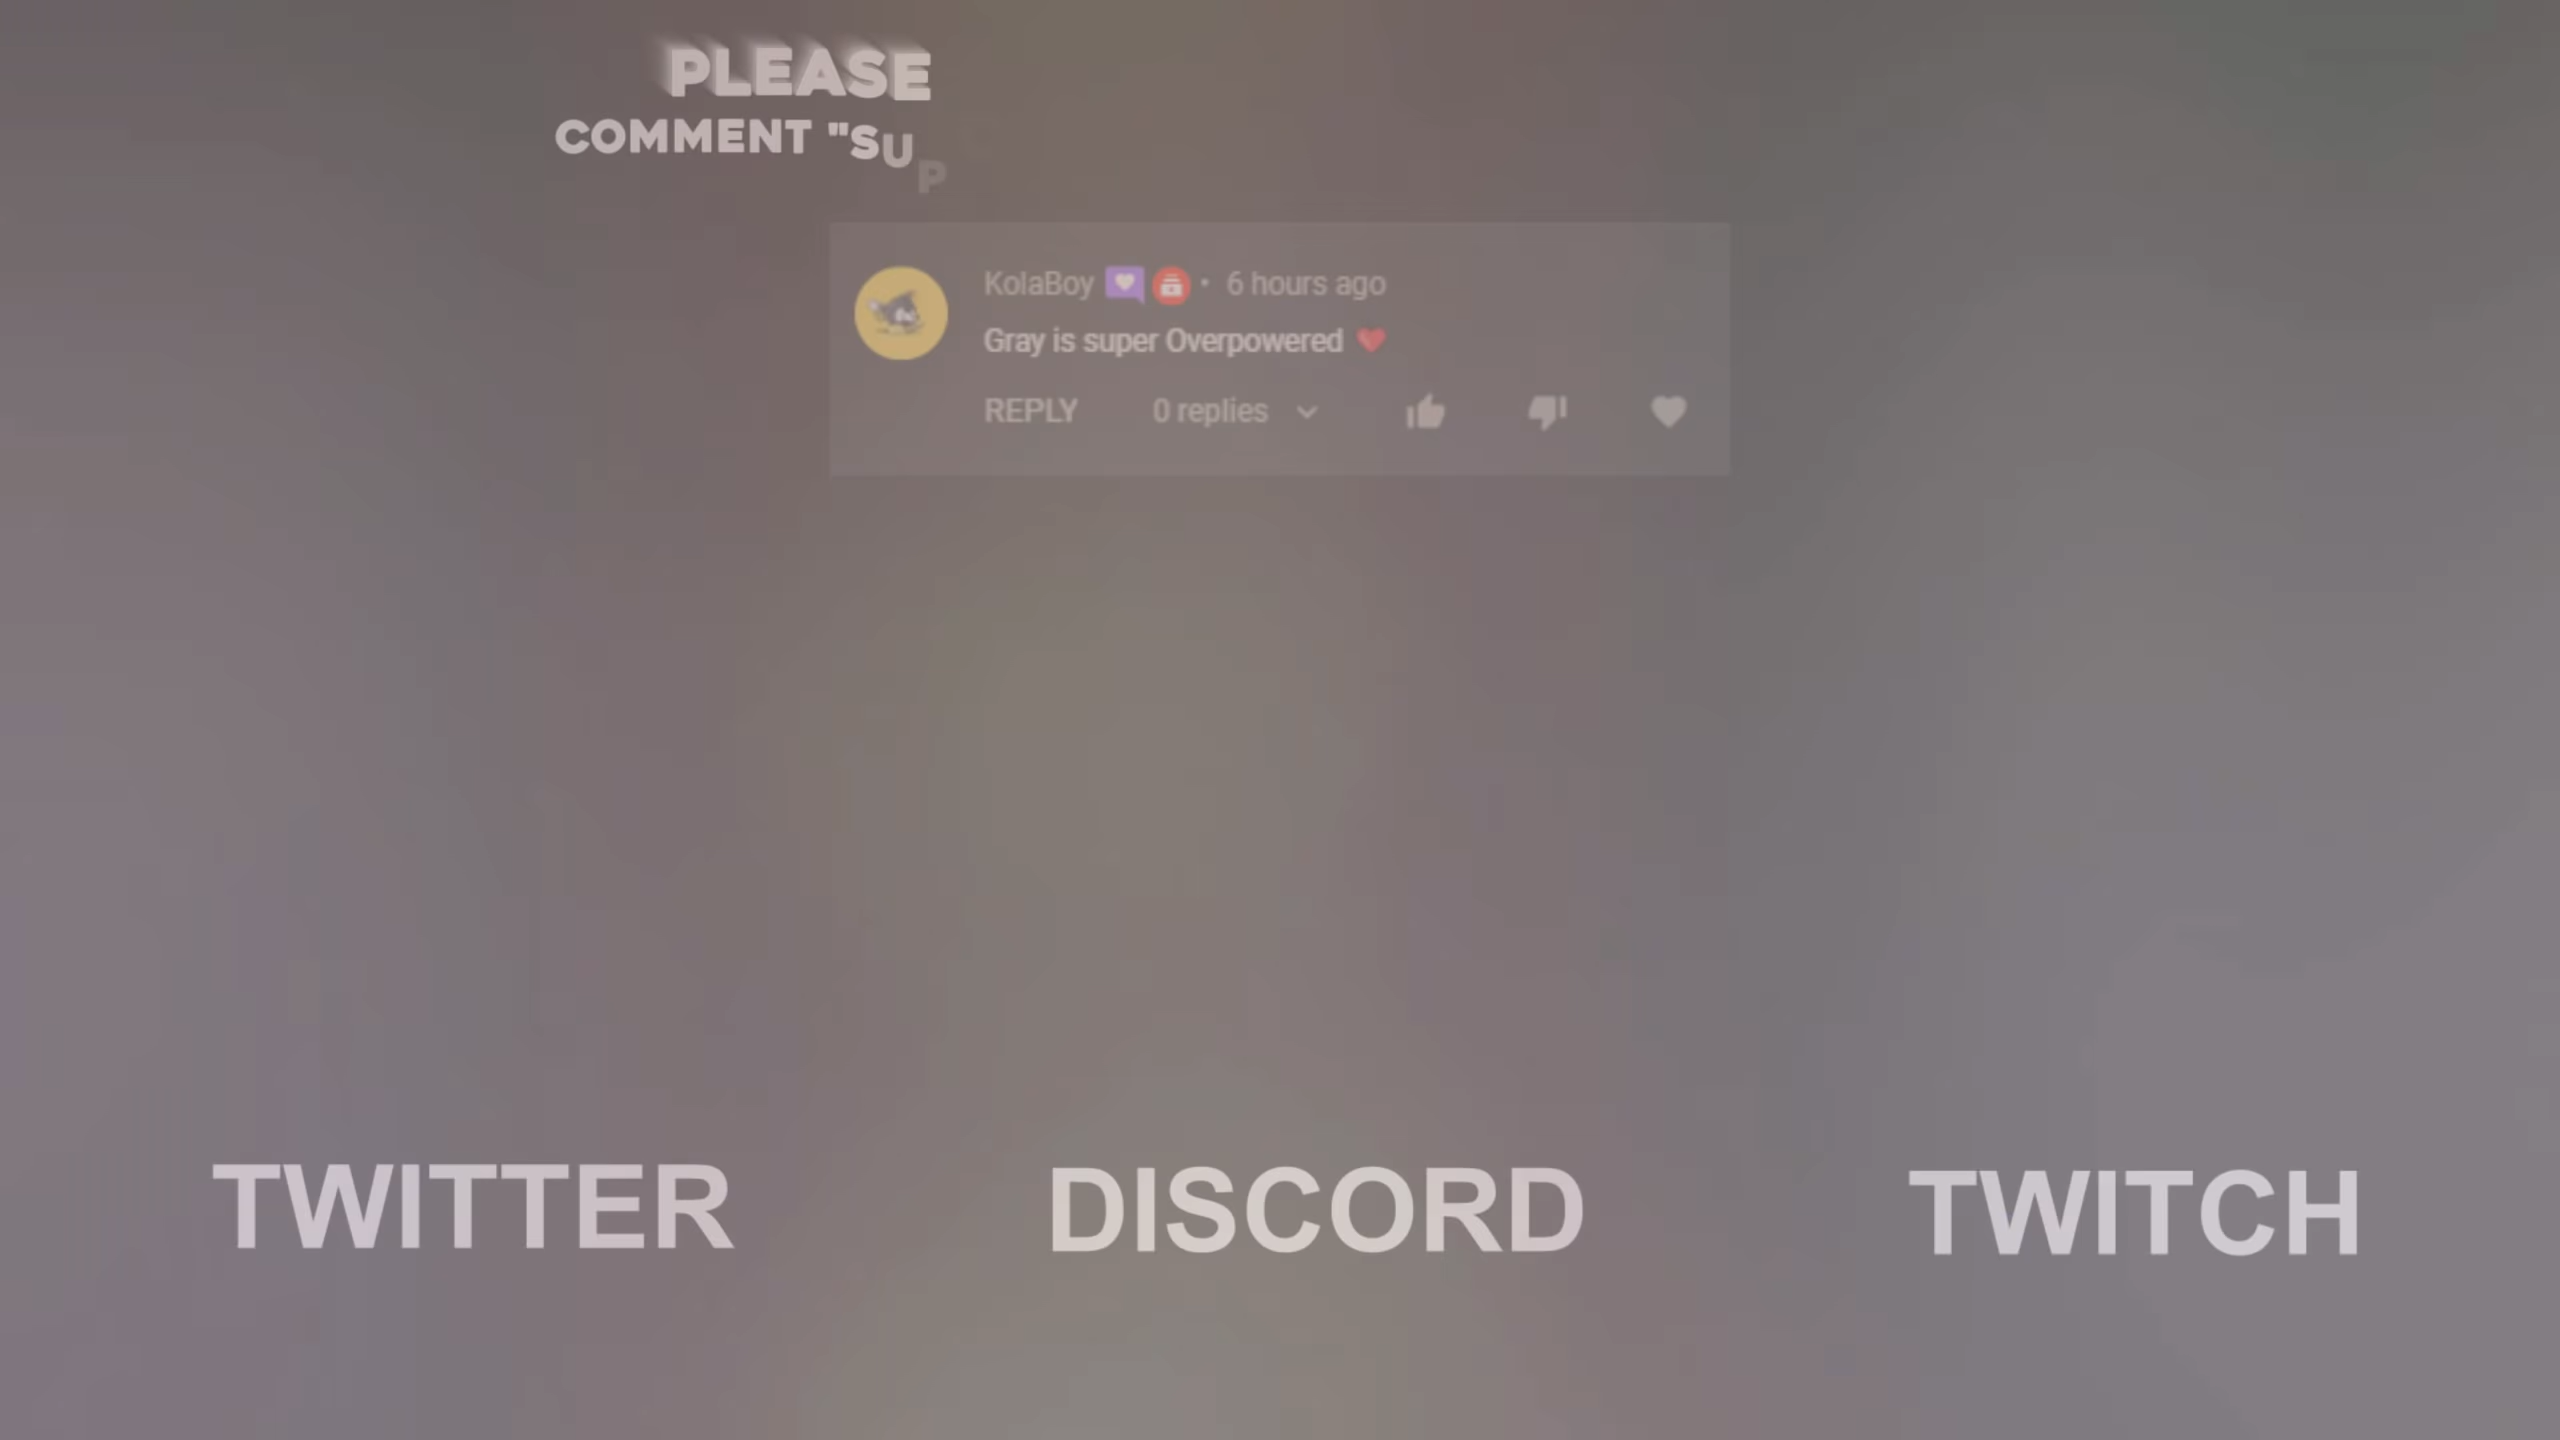 PLEASE
COMMENT "SUP
KolaBoy • 6 hours ago
Gray is super Overpowered ❤
REPLY 0 replies
TWITTER DISCORD TWITCH